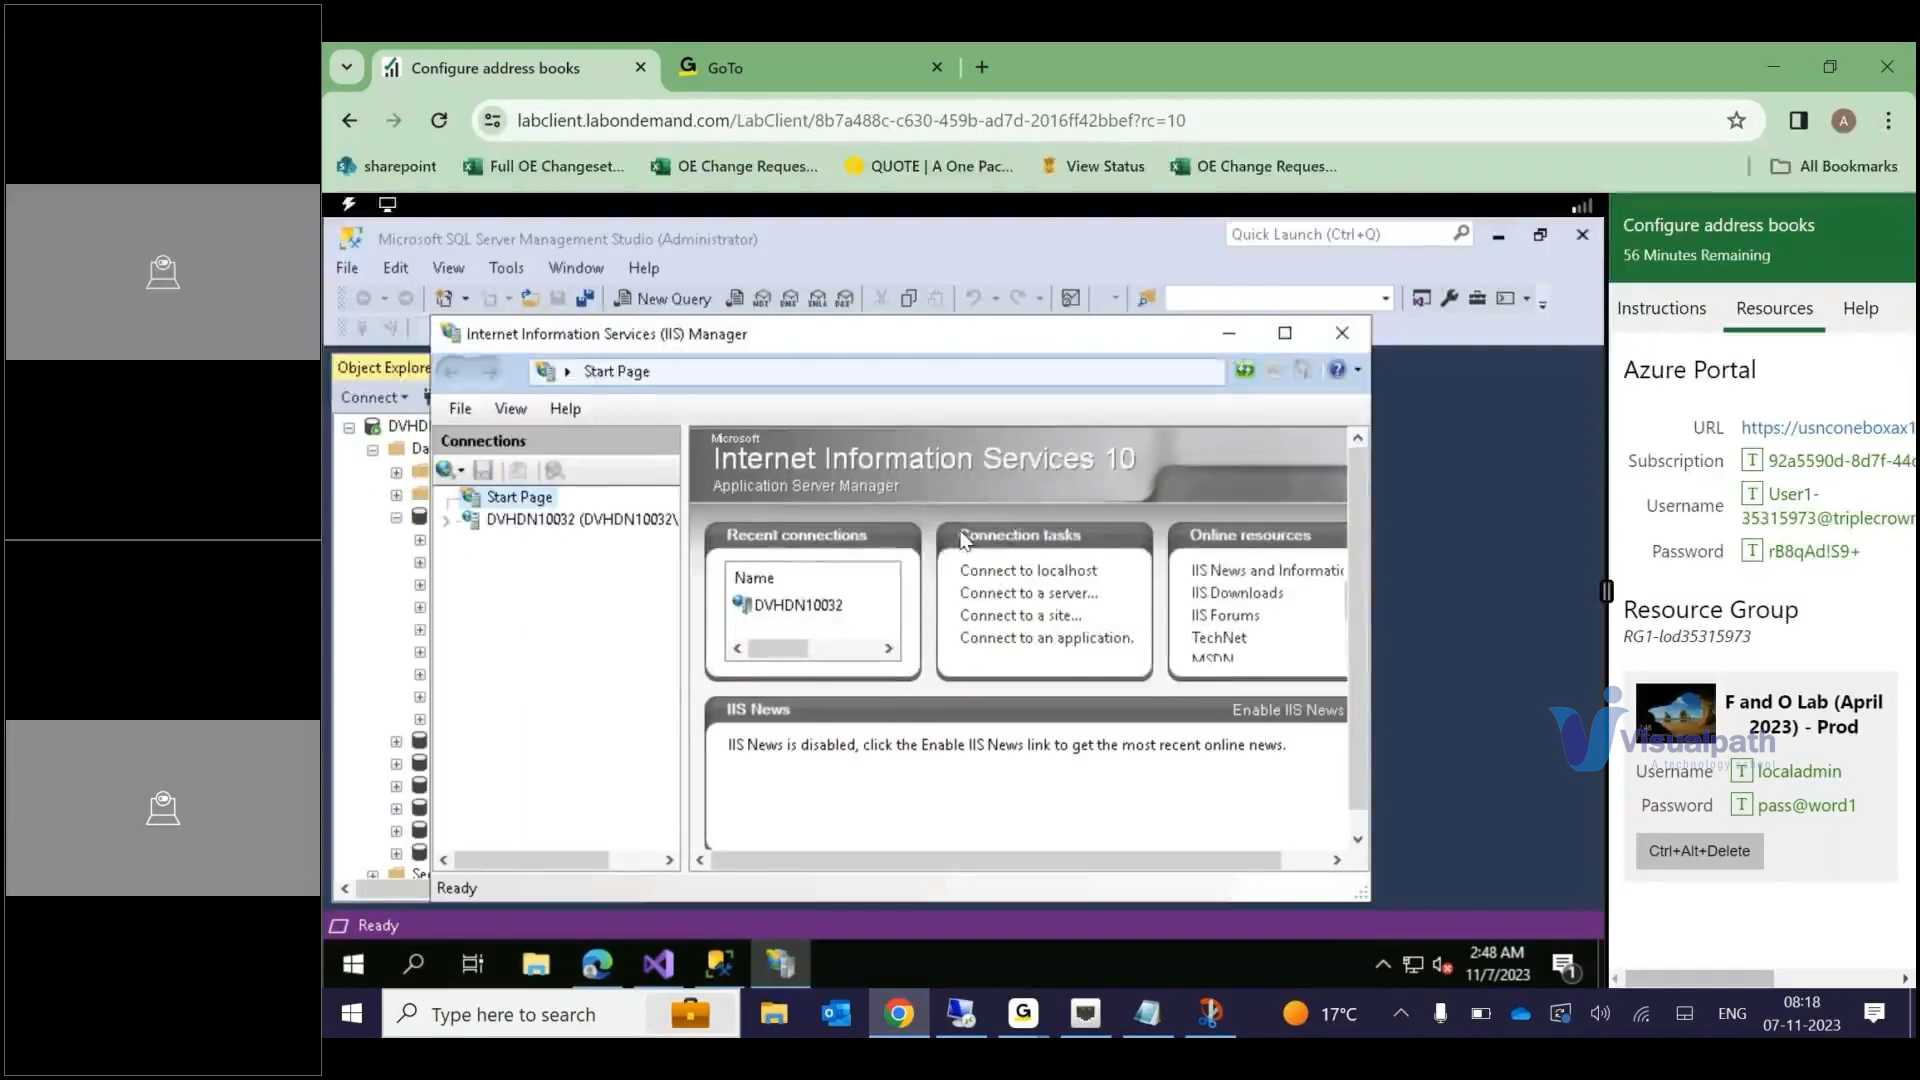 Configure address books
GoTo
labclient.labondemand.com/LabClient/8b7a488c-c630-459b-ad7d-2016ff42bbef?rc=10
A
sharepoint
Full OE Changeset...
OE Change Reques...
QUOTE | A One Pac...
View Status
OE Change Reques...
All Bookmarks
Microsoft SQL Server Management Studio (Administrator)
Quick Launch (Ctrl+Q)
File Edit View Tools Window Help
New Query
Object Explore
Connect
DVHD
Da
Se
Internet Information Services (IIS) Manager
Start Page
File View Help
Connections
Start Page
DVHDN10032 (DVHDN10032\
Microsoft
Internet Information Services 10
Application Server Manager
Recent connections
Name
DVHDN10032
Connection tasks
Connect to localhost
Connect to a server...
Connect to a site...
Connect to an application.
Online resources
IIS News and Informatic
IIS Downloads
IIS Forums
TechNet
MSDN
IIS News
Enable IIS News
IIS News is disabled, click the Enable IIS News link to get the most recent online news.
Ready
Ready
2:48 AM
11/7/2023
1
Configure address books
56 Minutes Remaining
Instructions Resources Help
Azure Portal
URL https://usnconeboxax1
Subscription T 92a5590d-8d7f-44c
Username T User1-
35315973@triplecrown
Password T rB8qAd!S9+
Resource Group
RG1-lod35315973
F and O Lab (April
2023) - Prod
Visualpath
A technology school
Username T localadmin
Password T pass@word1
Ctrl+Alt+Delete
Type here to search
G
17°C
ENG
08:18
07-11-2023